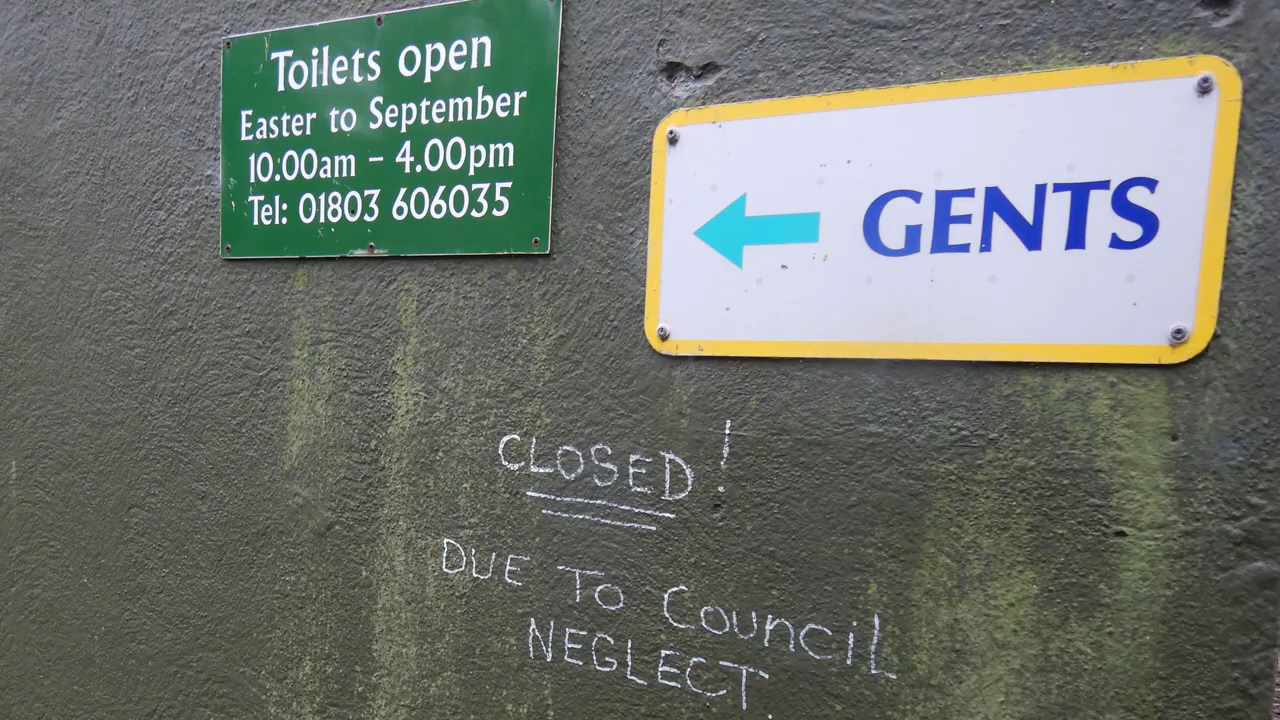 Toilets open
Easter to September
10.00am – 4.00pm
Tel: 01803 606035
GENTS
CLOSED!
DUE TO COUNCIL
NEGLECT.